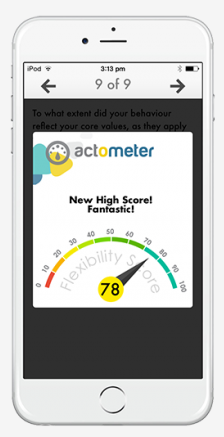 iPod 3:13 pm
9 of 9
To what extent did your behaviour
reflect your core values, as they apply
actometer
New High Score!
Fantastic!
0 10 20 30 40 50 60 70 80 90 100
Flexibility Score
78